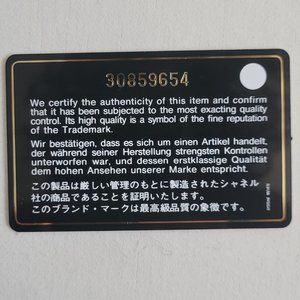 30859654
We certify the authenticity of this item and confirm
that it has been subjected to the most exacting quality
control. Its high quality is a symbol of the fine reputation
of the Trademark.
Wir bestätigen, dass es sich um einen Artikel handelt,
der während seiner Herstellung strengsten Kontrollen
unterworfen war, und dessen erstklassige Qualität
dem hohen Ansehen unserer Marke entspricht.
この製品は厳しい管理のもとに製造されたシャネル
社の商品であることを証明いたします。
このブランド・マークは最高級品質の象徴です。